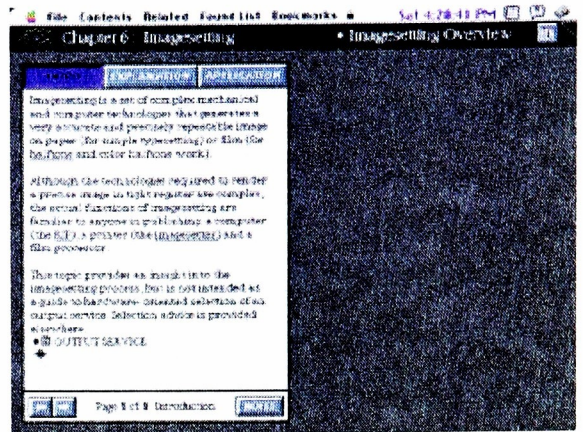 File Contents Related Found List Bookmarks
Sat 4:28:41 PM
Chapter 6 Imagesetting
• Imagesetting Overview
INTRO EXPLANATION APPLICATION
Imagesetting is a set of complex mechanical
and computer technologies that generates a
very accurate and precisely repeatable image
on paper (for simple typesetting) or film (for
halftone and color halftone work).
Although the technologies required to render
a precise image in tight register are complex,
the actual functions of imagesetting are
familiar to anyone in publishing: a computer
(the RIP), a printer (the imagesetter) and a
film processor.
This topic provides an insight into the
imagesetting process, but is not intended as
a guide to hardware-oriented selection of an
output service. Selection advice is provided
elsewhere.
• OUTPUT SERVICE
Page 1 of Introduction